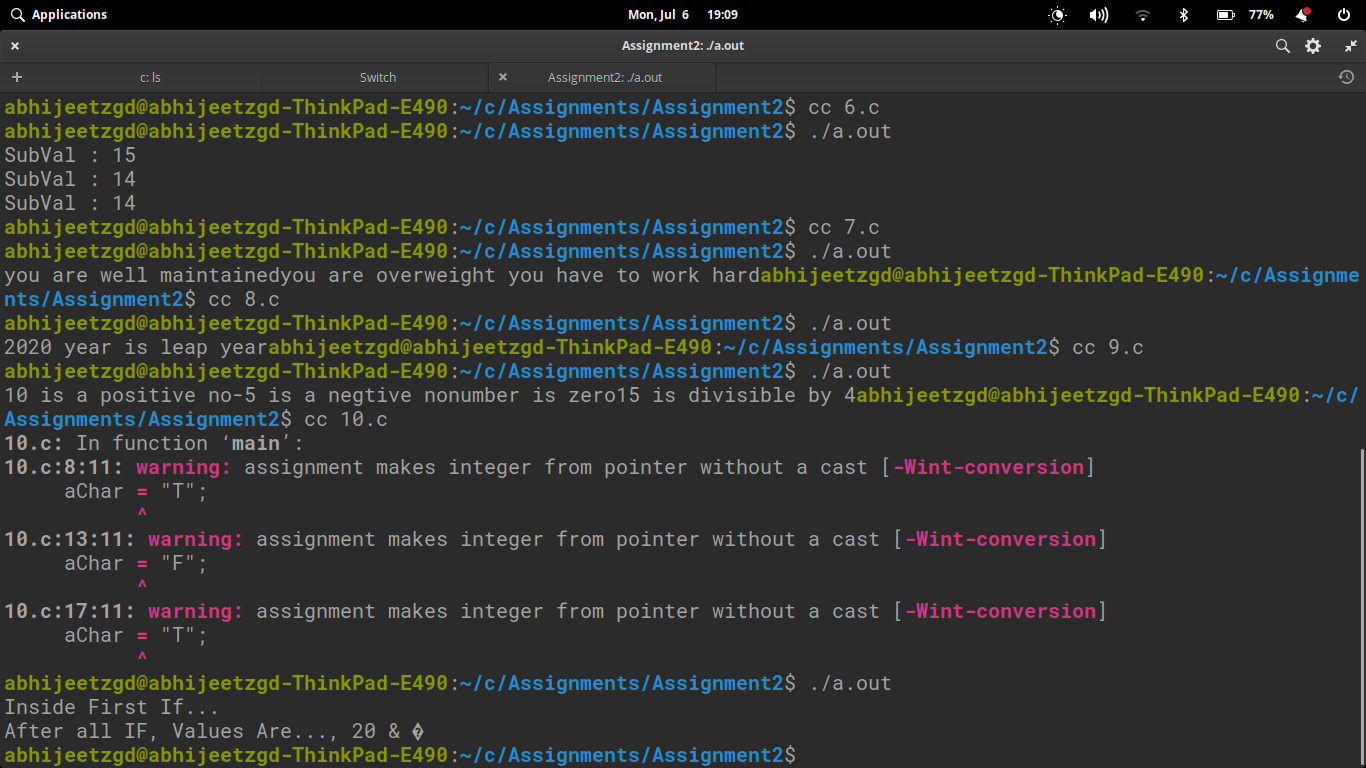 Applications
Mon, Jul 6 19:09
77%
Assignment2: ./a.out
c: ls
Switch
Assignment2: ./a.out
abhijeetzgd@abhijeetzgd-ThinkPad-E490:~/c/Assignments/Assignment2$ cc 6.c
abhijeetzgd@abhijeetzgd-ThinkPad-E490:~/c/Assignments/Assignment2$ ./a.out
SubVal : 15
SubVal : 14
SubVal : 14
abhijeetzgd@abhijeetzgd-ThinkPad-E490:~/c/Assignments/Assignment2$ cc 7.c
abhijeetzgd@abhijeetzgd-ThinkPad-E490:~/c/Assignments/Assignment2$ ./a.out
you are well maintainedyou are overweight you have to work hardabhijeetzgd@abhijeetzgd-ThinkPad-E490:~/c/Assignme
nts/Assignment2$ cc 8.c
abhijeetzgd@abhijeetzgd-ThinkPad-E490:~/c/Assignments/Assignment2$ ./a.out
2020 year is leap yearabhijeetzgd@abhijeetzgd-ThinkPad-E490:~/c/Assignments/Assignment2$ cc 9.c
abhijeetzgd@abhijeetzgd-ThinkPad-E490:~/c/Assignments/Assignment2$ ./a.out
10 is a positive no-5 is a negtive nonumber is zero15 is divisible by 4abhijeetzgd@abhijeetzgd-ThinkPad-E490:~/c/
Assignments/Assignment2$ cc 10.c
10.c: In function ‘main’:
10.c:8:11: warning: assignment makes integer from pointer without a cast [-Wint-conversion]
     aChar = "T";
           ^
10.c:13:11: warning: assignment makes integer from pointer without a cast [-Wint-conversion]
     aChar = "F";
           ^
10.c:17:11: warning: assignment makes integer from pointer without a cast [-Wint-conversion]
     aChar = "T";
           ^
abhijeetzgd@abhijeetzgd-ThinkPad-E490:~/c/Assignments/Assignment2$ ./a.out
Inside First If...
After all IF, Values Are..., 20 & �
abhijeetzgd@abhijeetzgd-ThinkPad-E490:~/c/Assignments/Assignment2$